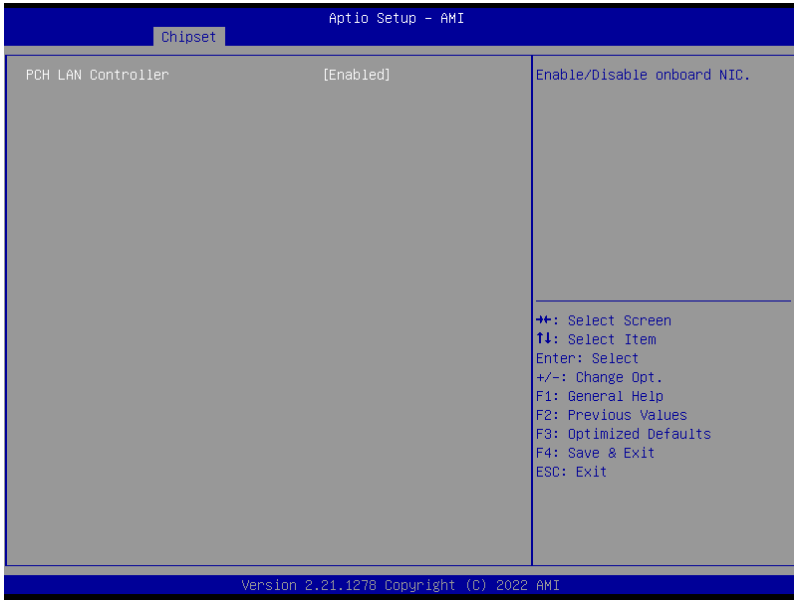 Aptio Setup – AMI
Chipset
PCH LAN Controller [Enabled]
Enable/Disable onboard NIC.
→←: Select Screen
↑↓: Select Item
Enter: Select
+/-: Change Opt.
F1: General Help
F2: Previous Values
F3: Optimized Defaults
F4: Save & Exit
ESC: Exit
Version 2.21.1278 Copyright (C) 2022 AMI